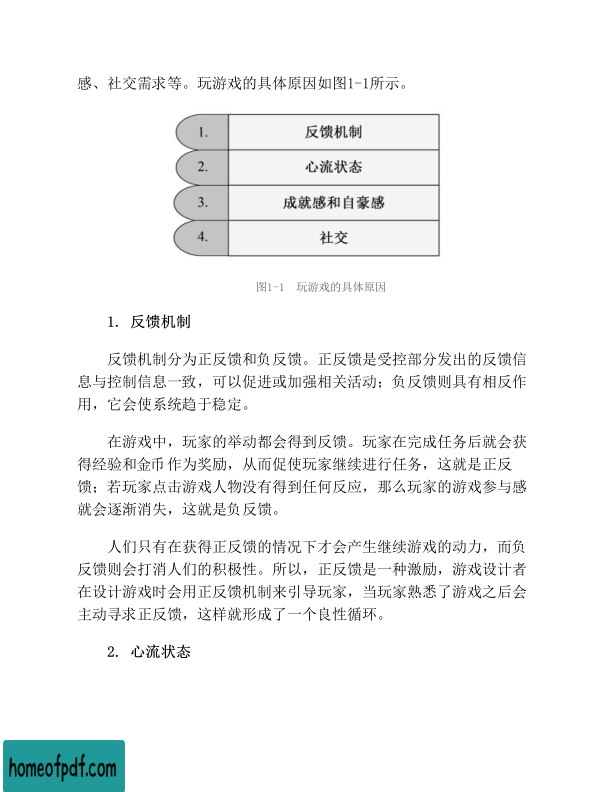 感、社交需求等。玩游戏的具体原因如图1-1所示。
1. 反馈机制
2. 心流状态
3. 成就感和自豪感
4. 社交
图1-1 玩游戏的具体原因
1. 反馈机制
反馈机制分为正反馈和负反馈。正反馈是受控部分发出的反馈信
息与控制信息一致，可以促进或加强相关活动；负反馈则具有相反作
用，它会使系统趋于稳定。
在游戏中，玩家的举动都会得到反馈。玩家在完成任务后就会获
得经验和金币作为奖励，从而促使玩家继续进行任务，这就是正反
馈；若玩家点击游戏人物没有得到任何反应，那么玩家的游戏参与感
就会逐渐消失，这就是负反馈。
人们只有在获得正反馈的情况下才会产生继续游戏的动力，而负
反馈则会打消人们的积极性。所以，正反馈是一种激励，游戏设计者
在设计游戏时会用正反馈机制来引导玩家，当玩家熟悉了游戏之后会
主动寻求正反馈，这样就形成了一个良性循环。
2. 心流状态
homeofpdf.com